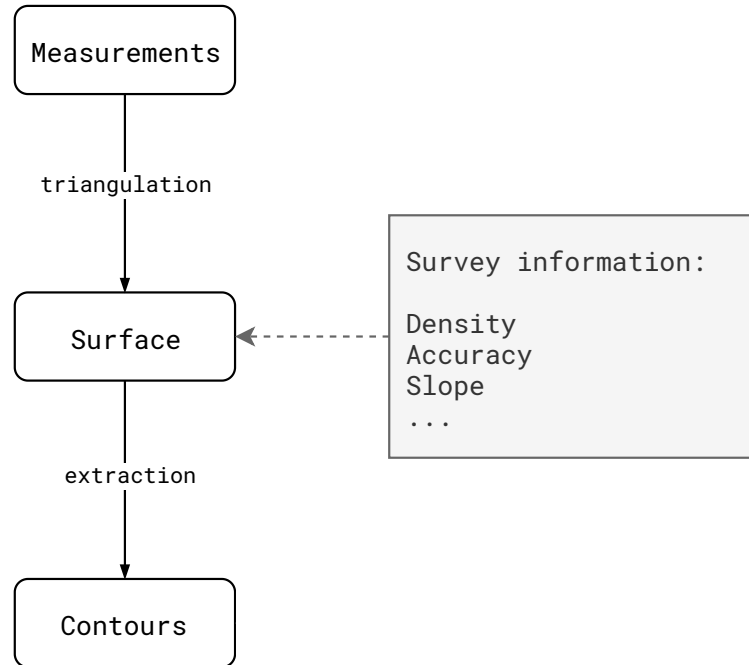 Measurements
triangulation
Survey information:
Density
Accuracy
Slope
...
Surface
extraction
Contours